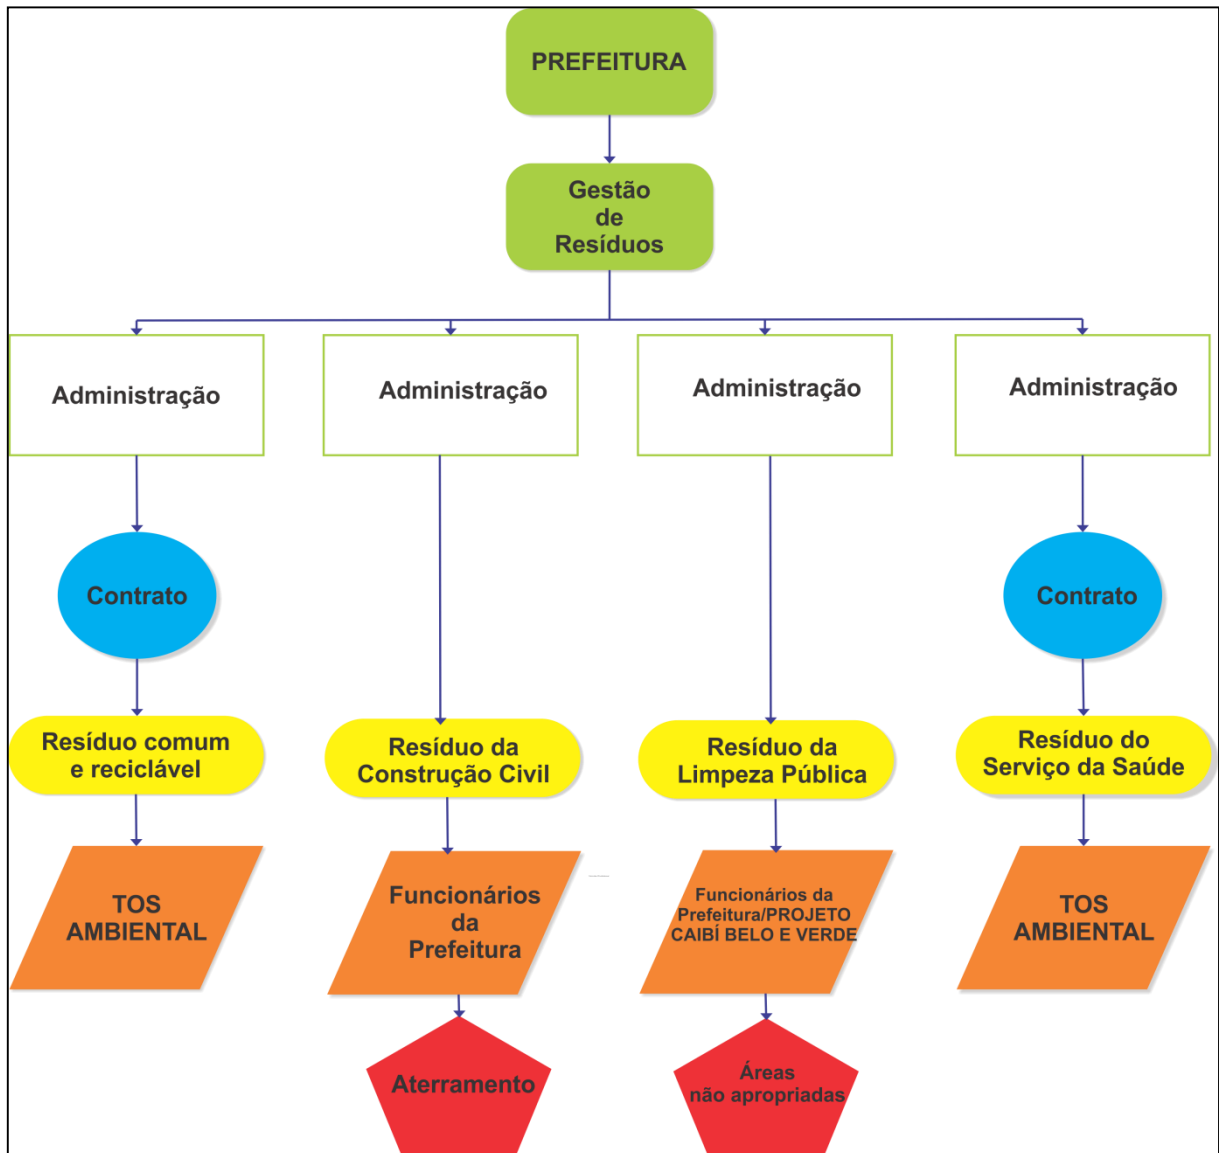 PREFEITURA
Gestão
de
Resíduos
Administração
Administração
Administração
Administração
Contrato
Contrato
Resíduo comum
e reciclável
Resíduo da
Construção Civil
Resíduo da
Limpeza Pública
Resíduo do
Serviço da Saúde
TOS
AMBIENTAL
Funcionários
da
Prefeitura
Funcionários da
Prefeitura/PROJETO
CAIBÍ BELO E VERDE
TOS
AMBIENTAL
Aterramento
Áreas
não apropriadas